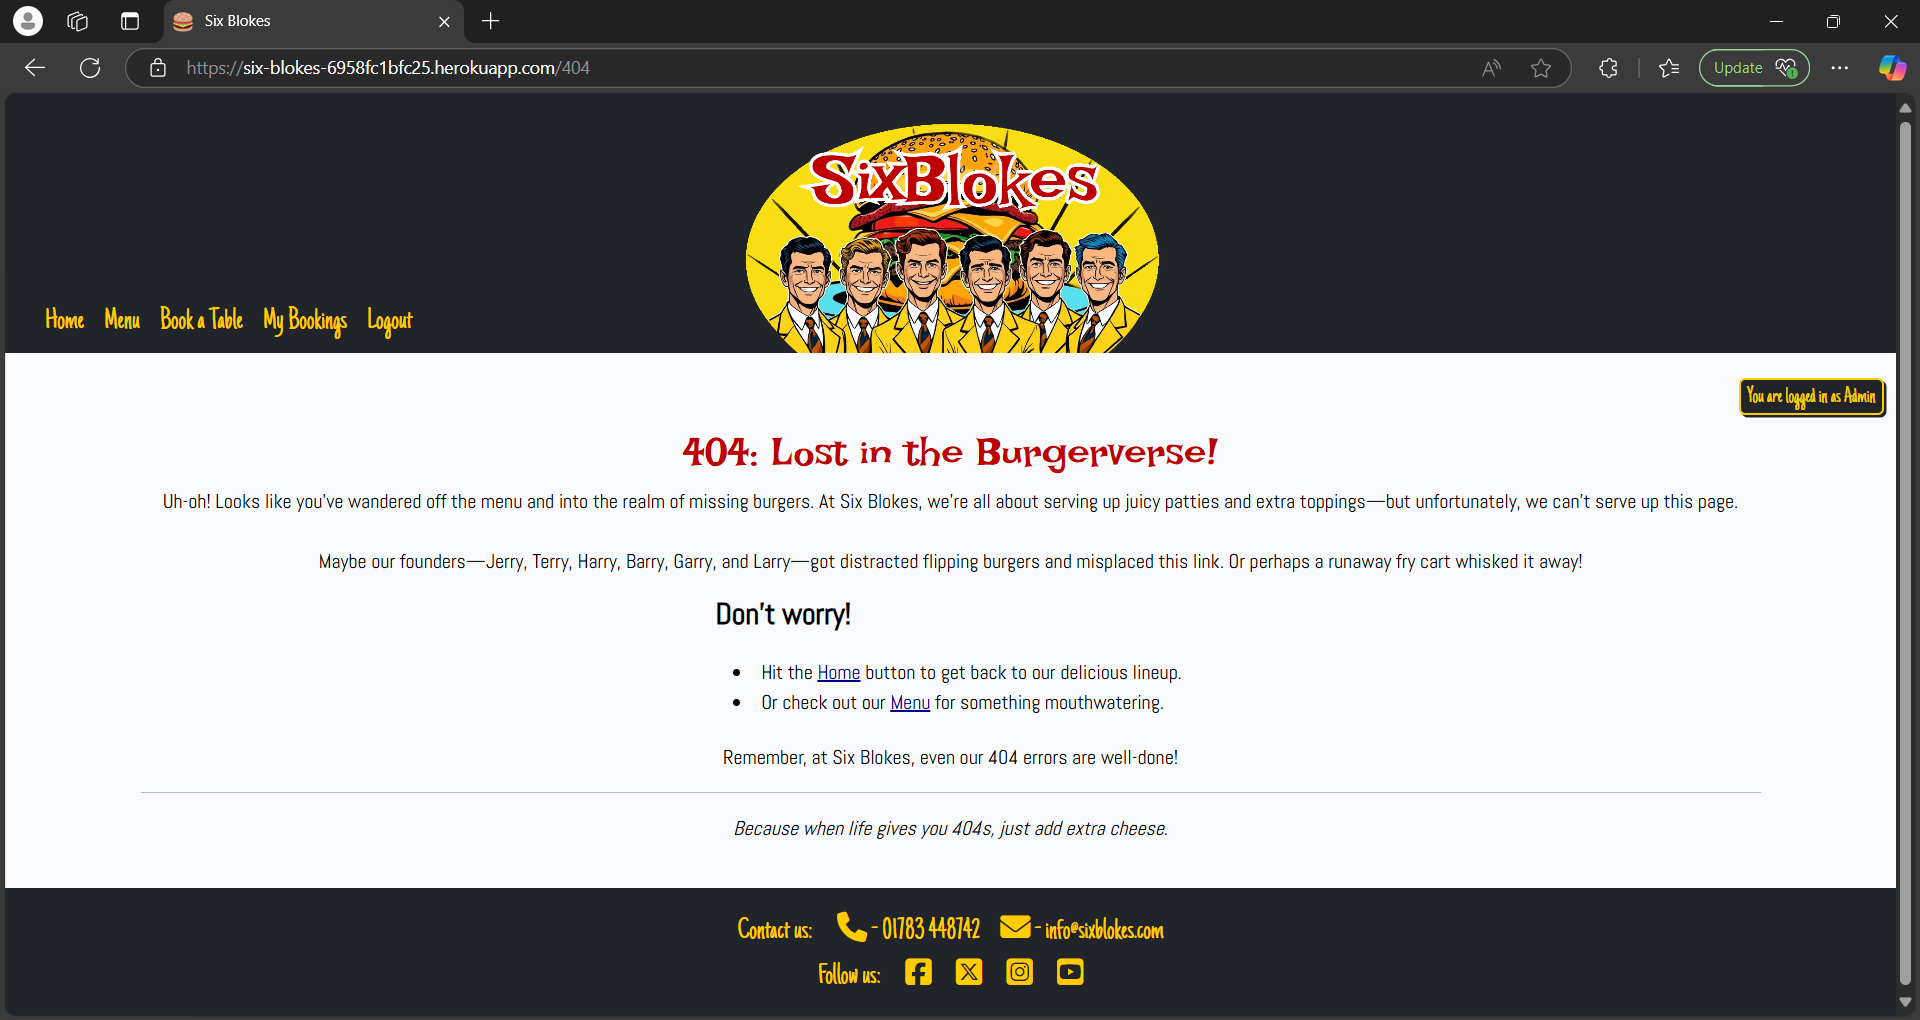 Six Blokes
https://six-blokes-6958fc1bfc25.herokuapp.com/404
Update
SixBlokes
Home Menu Book a Table My Bookings Logout
You are logged in as Admin
404: Lost in the Burgerverse!
Uh-oh! Looks like you've wandered off the menu and into the realm of missing burgers. At Six Blokes, we're all about serving up juicy patties and extra toppings—but unfortunately, we can't serve up this page.
Maybe our founders—Jerry, Terry, Harry, Barry, Garry, and Larry—got distracted flipping burgers and misplaced this link. Or perhaps a runaway fry cart whisked it away!
Don't worry!
• Hit the Home button to get back to our delicious lineup.
• Or check out our Menu for something mouthwatering.
Remember, at Six Blokes, even our 404 errors are well-done!
Because when life gives you 404s, just add extra cheese.
Contact us: - 01783 448742 - info@sixblokes.com
Follow us: